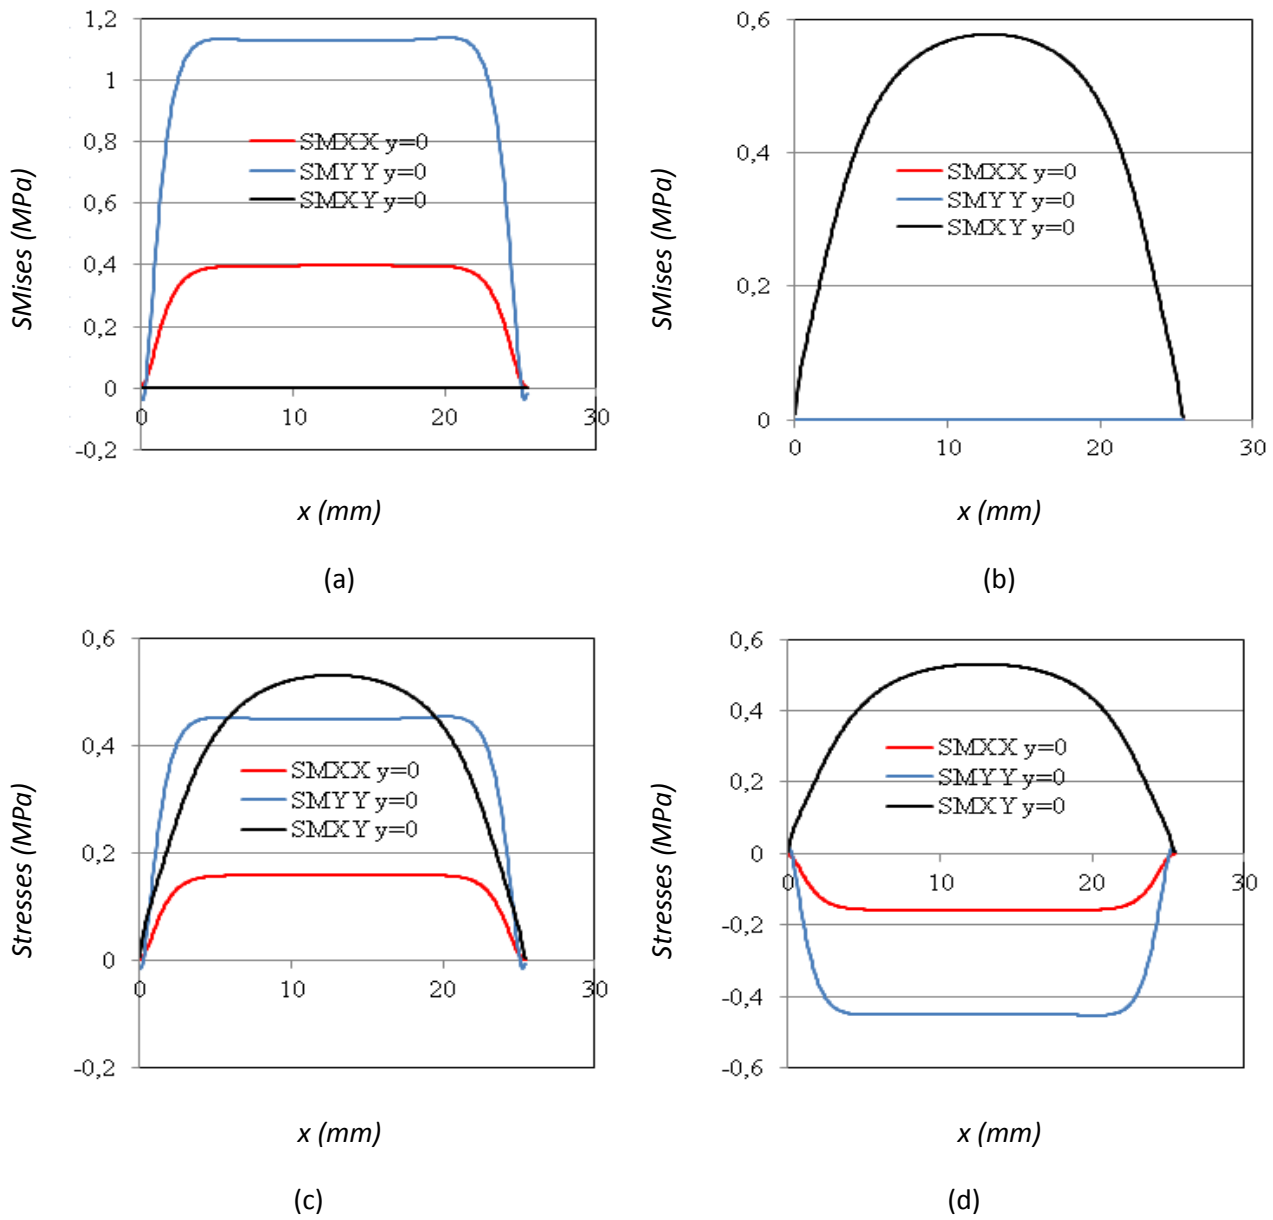 1,2
1
0,8
0,6
0,4
0,2
0
-0,2
0
10
20
30
SMXX y=0
SMYY y=0
SMXY y=0
SMises (MPa)
x (mm)
(a)
0,6
0,4
0,2
0
0
10
20
30
SMXX y=0
SMYY y=0
SMXY y=0
SMises (MPa)
x (mm)
(b)
0,6
0,4
0,2
0
-0,2
0
10
20
30
SMXX y=0
SMYY y=0
SMXY y=0
Stresses (MPa)
x (mm)
(c)
0,6
0,4
0,2
0
-0,2
-0,4
-0,6
0
10
20
30
SMXX y=0
SMYY y=0
SMXY y=0
Stresses (MPa)
x (mm)
(d)